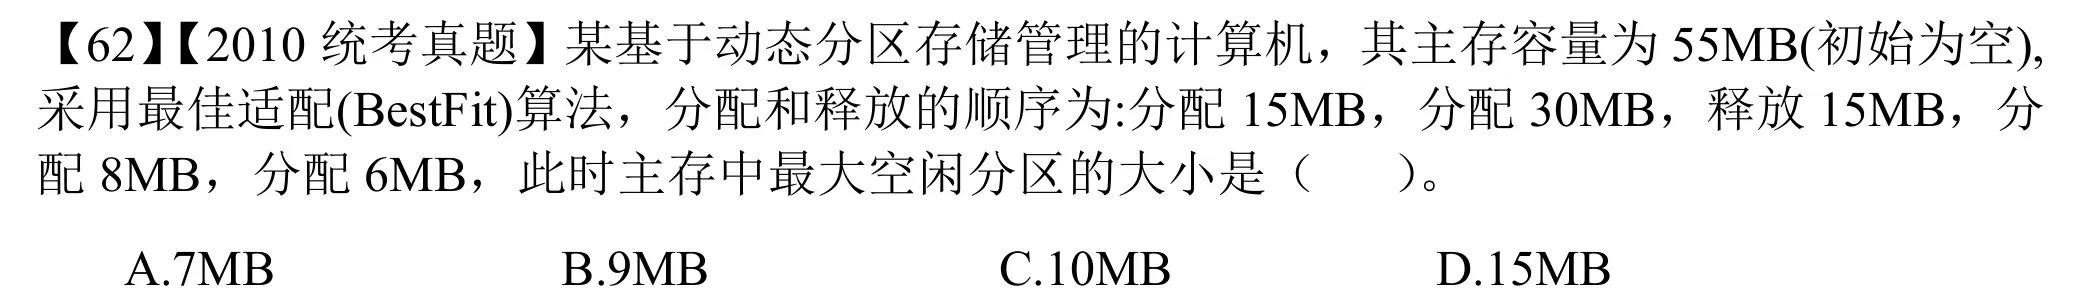 【62】【2010 统考真题】某基于动态分区存储管理的计算机，其主存容量为 55MB(初始为空),
采用最佳适配(BestFit)算法，分配和释放的顺序为:分配 15MB，分配 30MB，释放 15MB，分
配 8MB，分配 6MB，此时主存中最大空闲分区的大小是（　　）。
A.7MB B.9MB C.10MB D.15MB